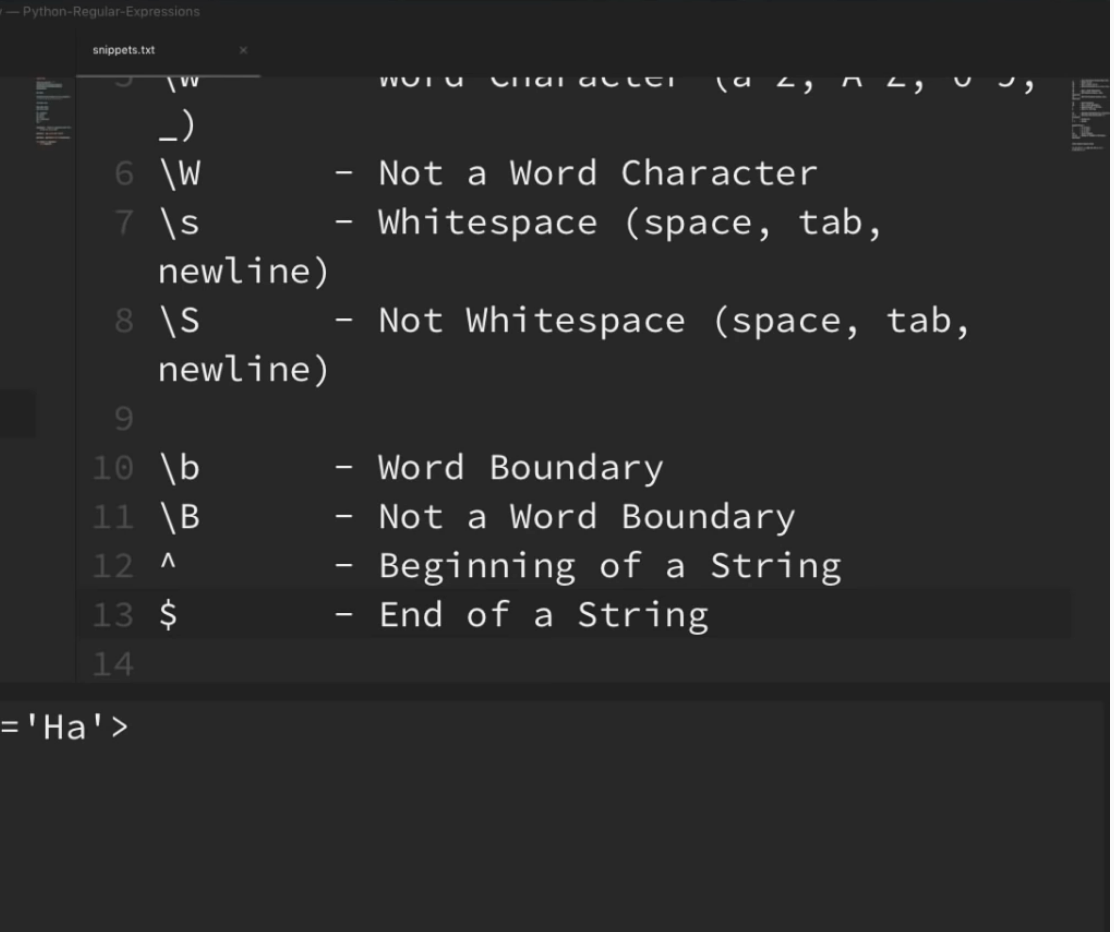 — Python-Regular-Expressions
snippets.txt ×
5 \w Word Character (a-z, A-Z, 0-9,
_)
6 \W - Not a Word Character
7 \s - Whitespace (space, tab,
newline)
8 \S - Not Whitespace (space, tab,
newline)
9
10 \b - Word Boundary
11 \B - Not a Word Boundary
12 ^ - Beginning of a String
13 $ - End of a String
14
='Ha'>